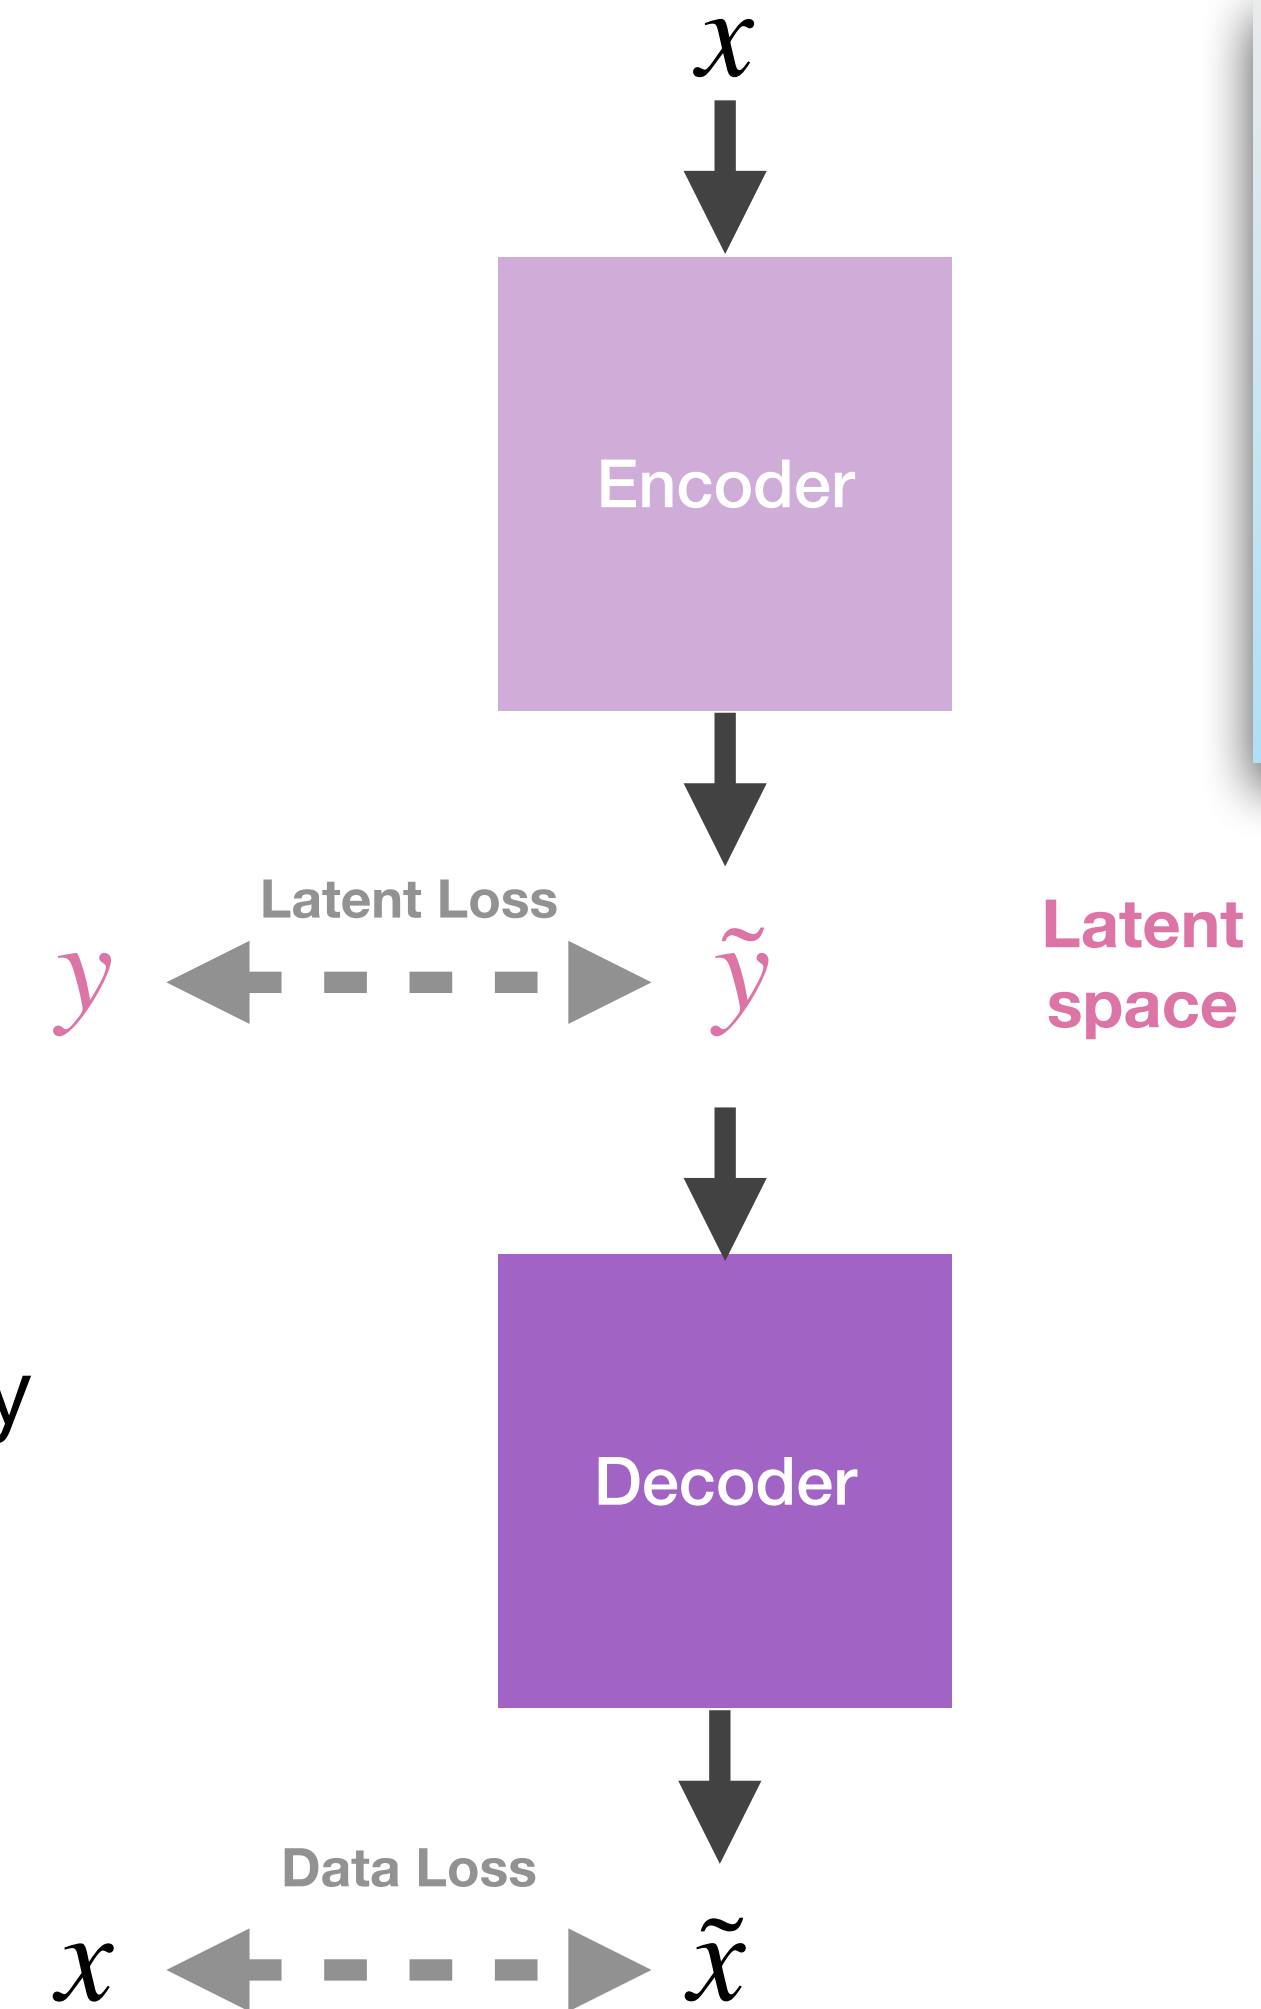 x
Encoder
Latent Loss
y
ỹ
Latent
space
y
Decoder
Data Loss
x
x̃